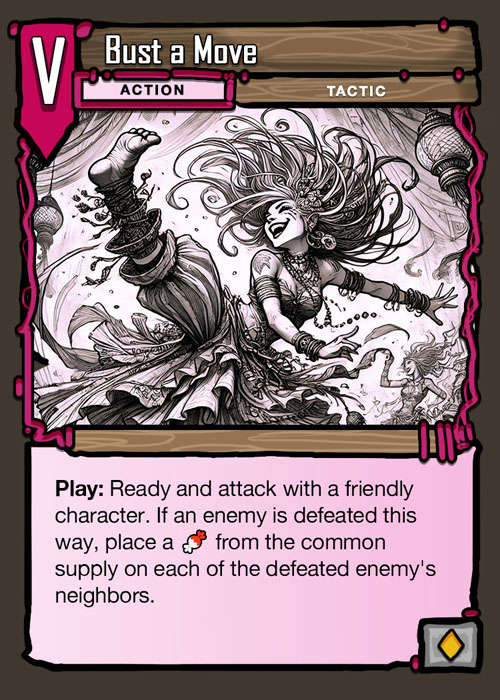 V
Bust a Move
ACTION
TACTIC
Play: Ready and attack with a friendly
character. If an enemy is defeated this
way, place a from the common
supply on each of the defeated enemy's
neighbors.